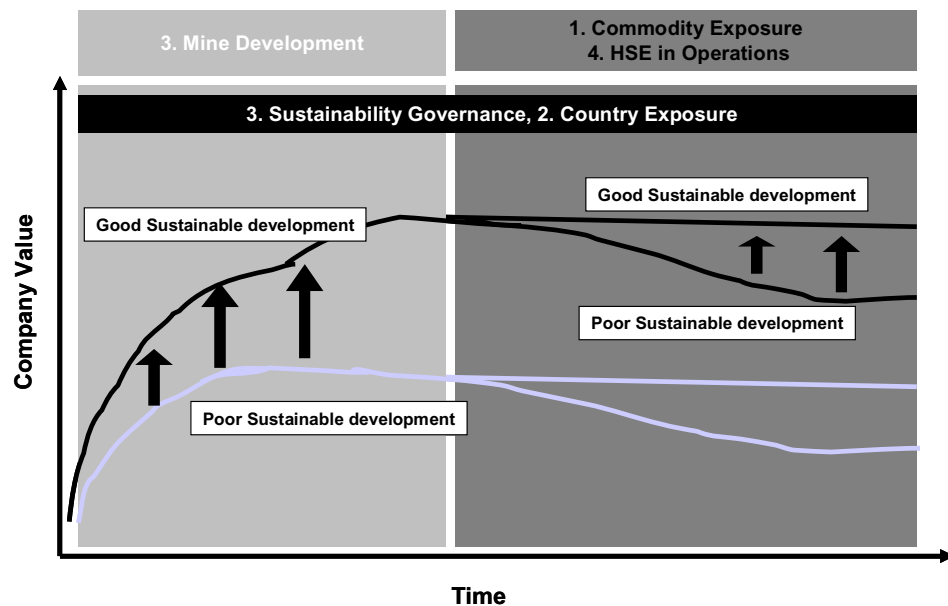 3. Mine Development
1. Commodity Exposure
4. HSE in Operations
3. Sustainability Governance, 2. Country Exposure
Good Sustainable development
Good Sustainable development
Poor Sustainable development
Poor Sustainable development
Company Value
Time